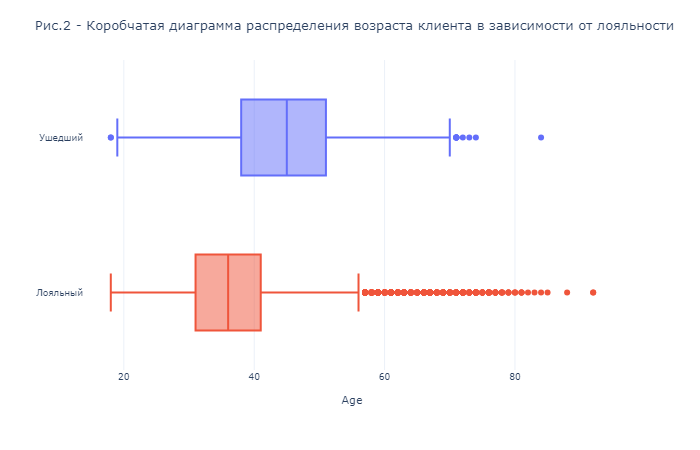 Рис.2 - Коробчатая диаграмма распределения возраста клиента в зависимости от лояльности
Ушедший
Лояльный
20 40 60 80
Age